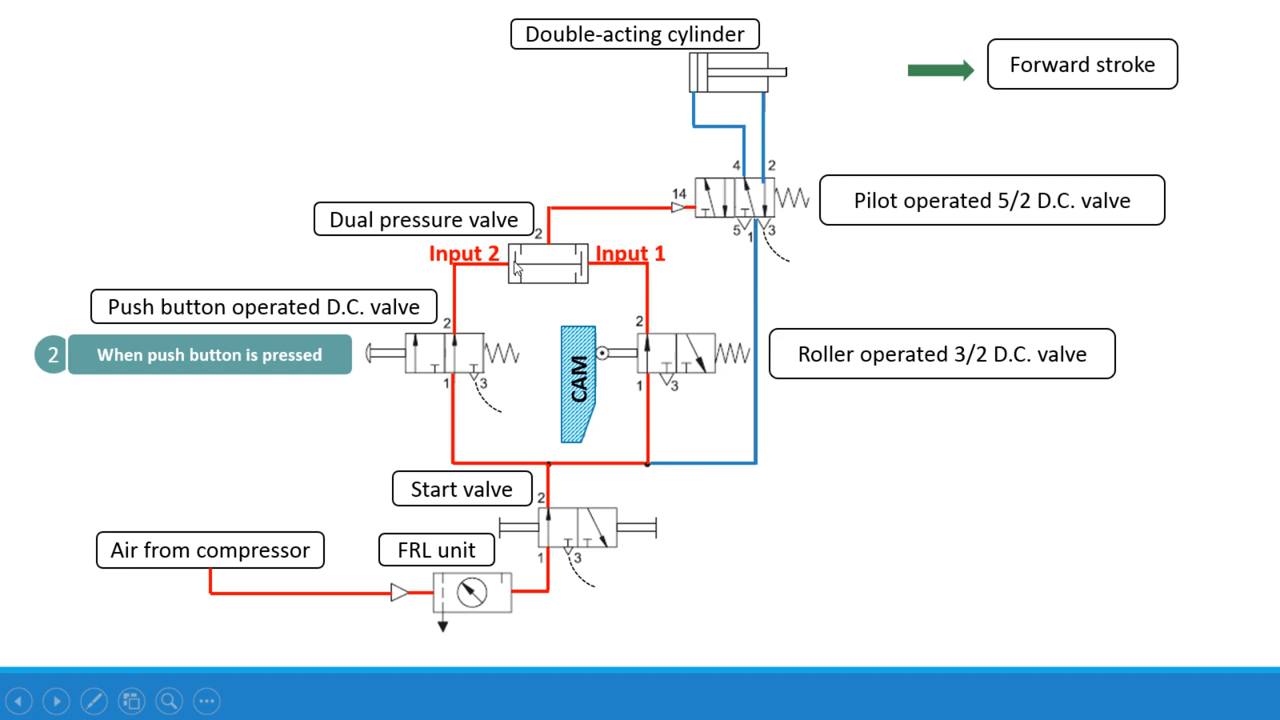 Double-acting cylinder
Forward stroke
4 2
14
Pilot operated 5/2 D.C. valve
5 1 3
Dual pressure valve
2
Input 2 Input 1
Push button operated D.C. valve
2 2
2 When push button is pressed
CAM
Roller operated 3/2 D.C. valve
1 3 1 3
Start valve
2
Air from compressor
FRL unit
1 3